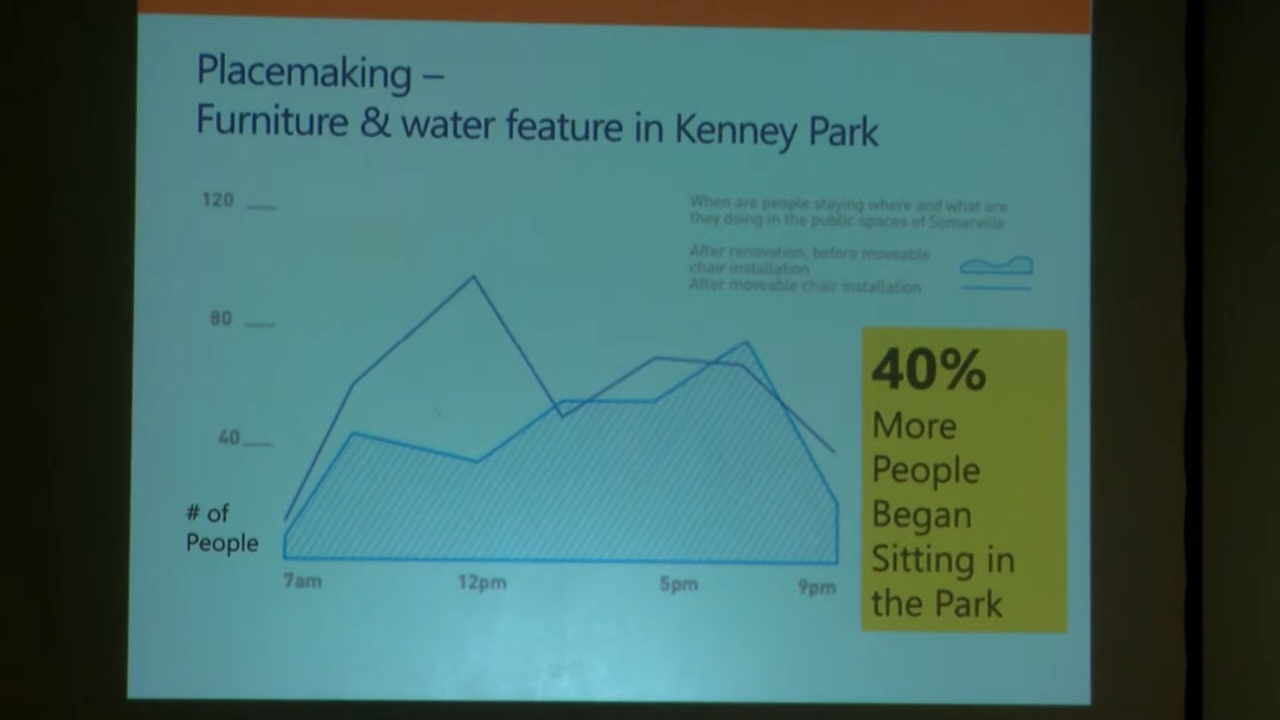 Placemaking –
Furniture & water feature in Kenney Park
120
When are people staying where and what are
they doing in the public spaces of Somerville
After renovation, before moveable
chair installation
After moveable chair installation
80
40
# of
People
7am
12pm
5pm
9pm
40%
More
People
Began
Sitting in
the Park